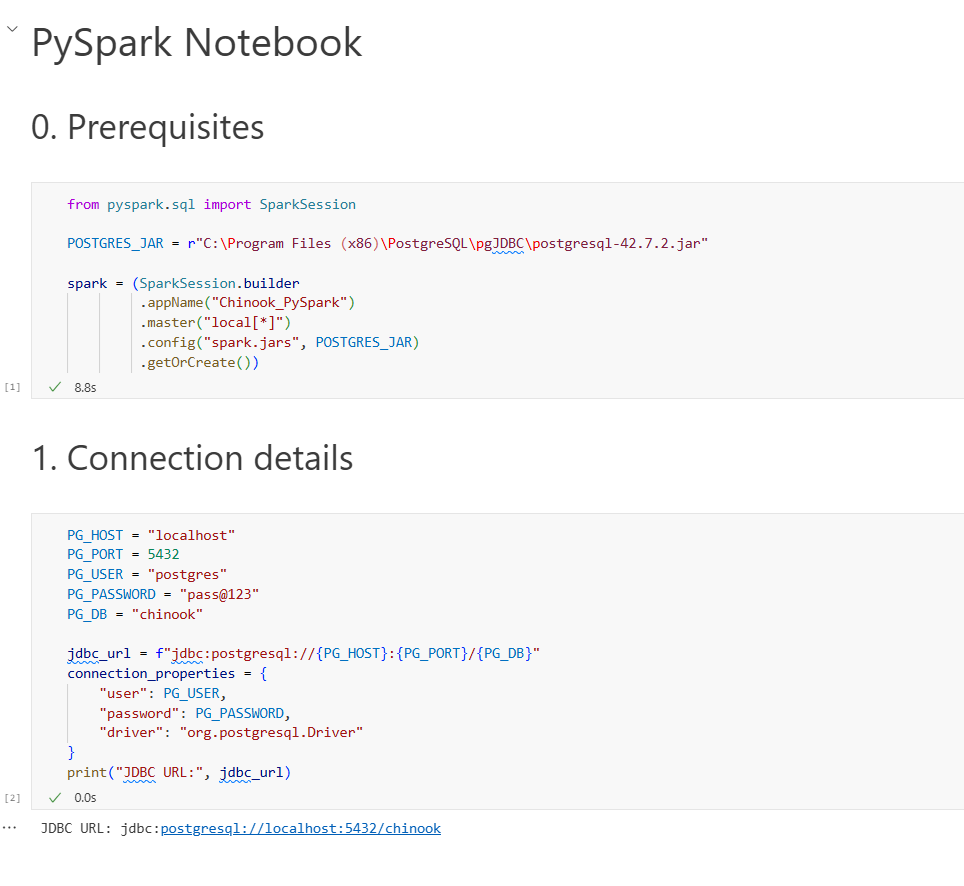 PySpark Notebook
0. Prerequisites
from pyspark.sql import SparkSession
POSTGRES_JAR = r"C:\Program Files (x86)\PostgreSQL\pgJDBC\postgresql-42.7.2.jar"
spark = (SparkSession.builder
.appName("Chinook_PySpark")
.master("local[*]")
.config("spark.jars", POSTGRES_JAR)
.getOrCreate())
[1] 8.8s
1. Connection details
PG_HOST = "localhost"
PG_PORT = 5432
PG_USER = "postgres"
PG_PASSWORD = "pass@123"
PG_DB = "chinook"
jdbc_url = f"jdbc:postgresql://{PG_HOST}:{PG_PORT}/{PG_DB}"
connection_properties = {
"user": PG_USER,
"password": PG_PASSWORD,
"driver": "org.postgresql.Driver"
}
print("JDBC URL:", jdbc_url)
[2] 0.0s
... JDBC URL: jdbc:postgresql://localhost:5432/chinook